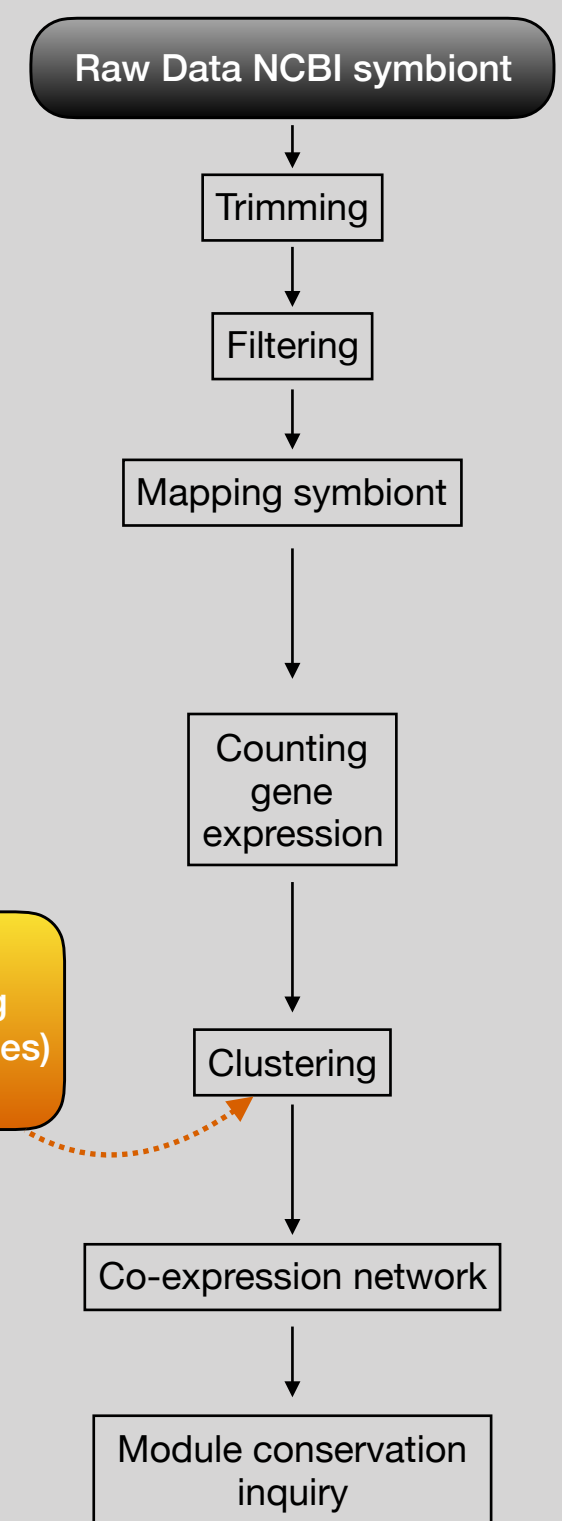 Raw Data NCBI symbiont
Trimming
Filtering
Mapping symbiont
Counting
gene
expression
Clustering
Co-expression network
Module conservation
inquiry